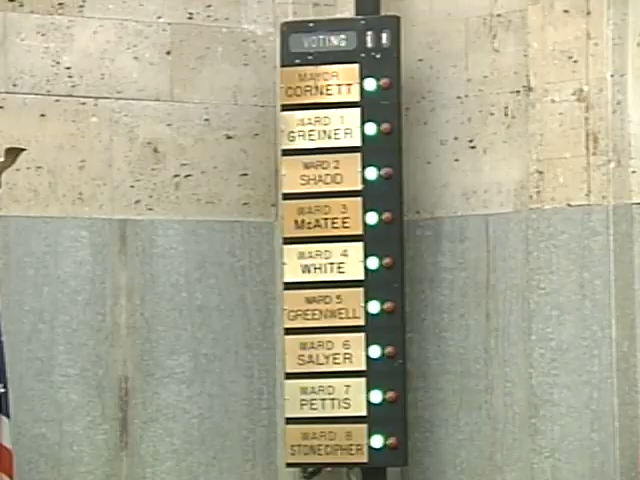 VOTING
MAYOR
CORNETT
WARD 1
GREINER
WARD 2
SHADID
WARD 3
McATEE
WARD 4
WHITE
WARD 5
GREENWELL
WARD 6
SALYER
WARD 7
PETTIS
WARD 8
STONECIPHER